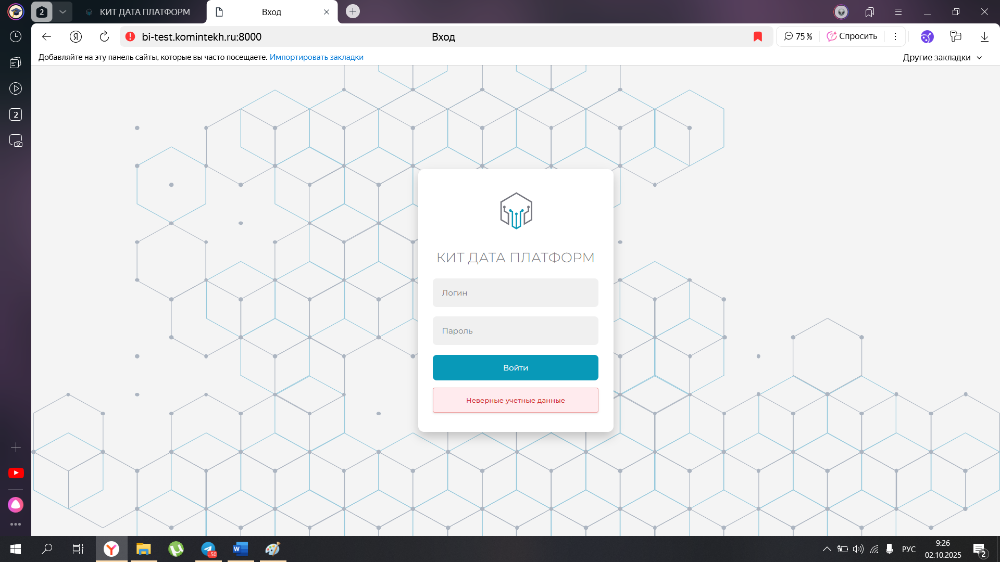 2
КИТ ДАТА ПЛАТФОРМ
Вход
Я
bi-test.komintekh.ru:8000
Вход
75 %
Спросить
Добавляйте на эту панель сайты, которые вы часто посещаете. Импортировать закладки
Другие закладки
2
КИТ ДАТА ПЛАТФОРМ
Логин
Пароль
Войти
Неверные учетные данные
..50
РУС
9:26
02.10.2025
2